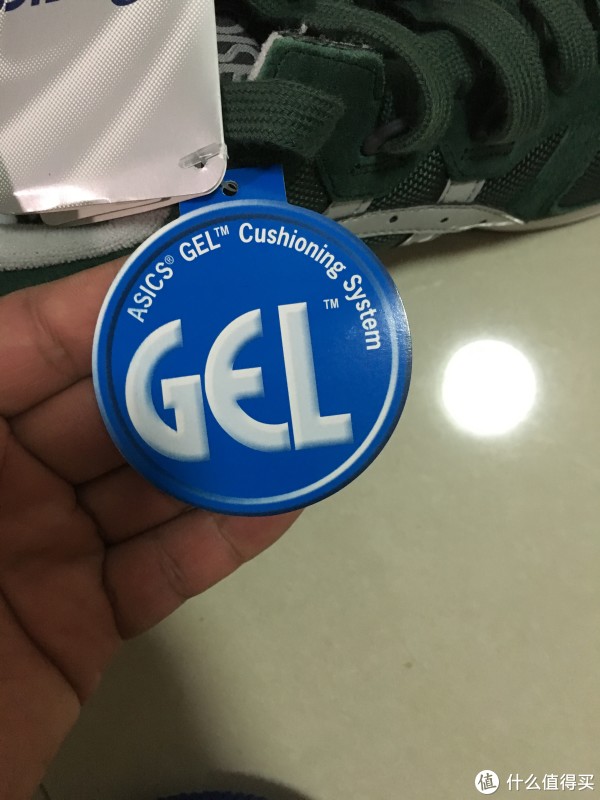 ASICS® GEL™ Cushioning System
GEL™
值 什么值得买